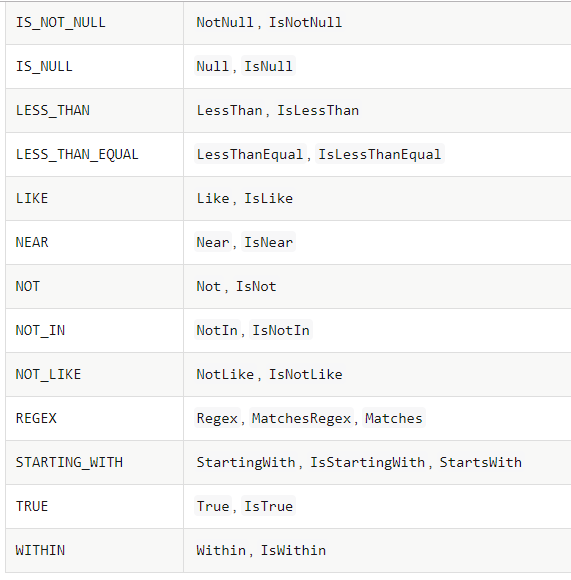 IS_NOT_NULL NotNull, IsNotNull
IS_NULL Null, IsNull
LESS_THAN LessThan, IsLessThan
LESS_THAN_EQUAL LessThanEqual, IsLessThanEqual
LIKE Like, IsLike
NEAR Near, IsNear
NOT Not, IsNot
NOT_IN NotIn, IsNotIn
NOT_LIKE NotLike, IsNotLike
REGEX Regex, MatchesRegex, Matches
STARTING_WITH StartingWith, IsStartingWith, StartsWith
TRUE True, IsTrue
WITHIN Within, IsWithin